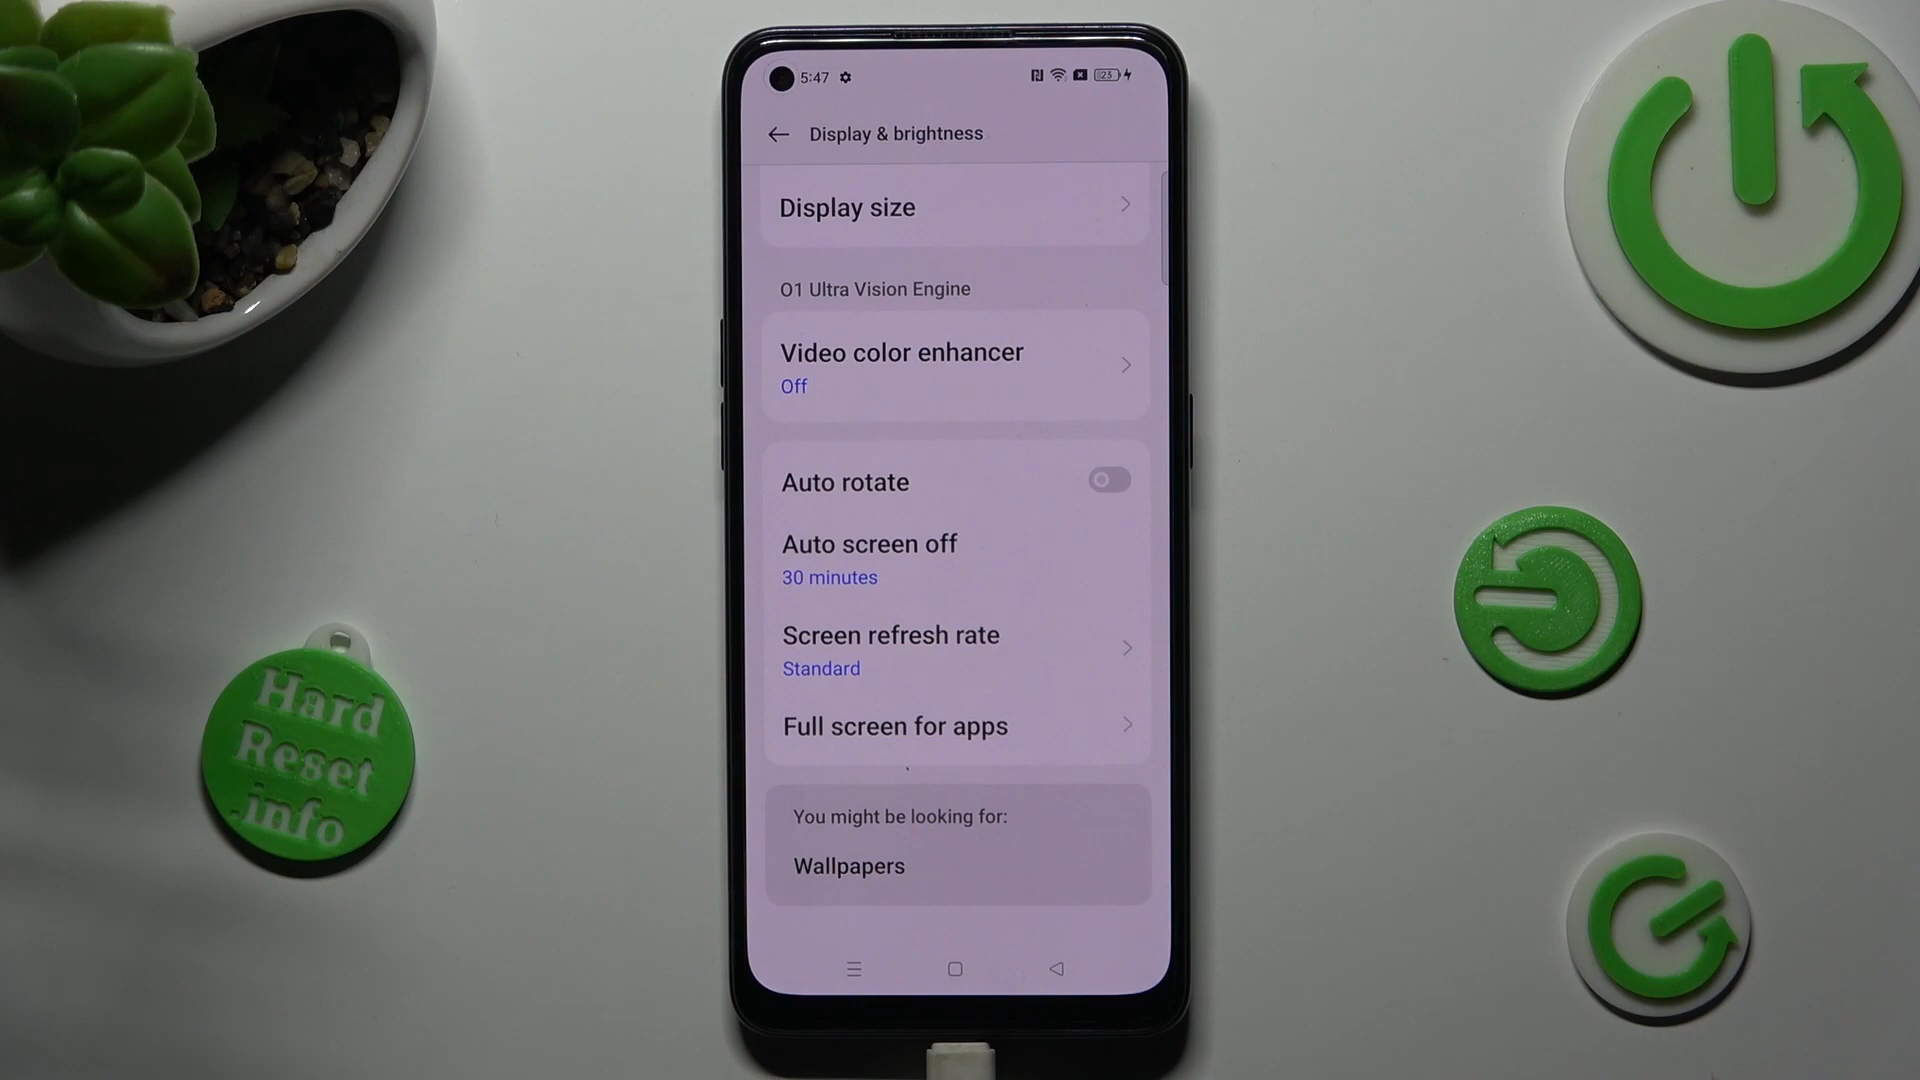 5:47
23
Display & brightness
Display size
O1 Ultra Vision Engine
Video color enhancer
Off
Auto rotate
Auto screen off
30 minutes
Screen refresh rate
Standard
Full screen for apps
You might be looking for:
Wallpapers
Hard
Reset
.info